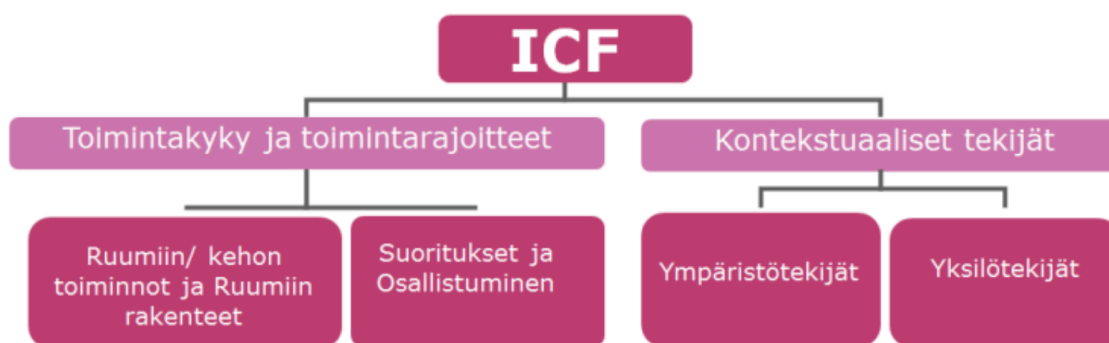 ICF
Toimintakyky ja toimintarajoitteet
Kontekstuaaliset tekijät
Ruumiin/ kehon
toiminnot ja Ruumiin
rakenteet
Suoritukset ja
Osallistuminen
Ympäristötekijät
Yksilötekijät